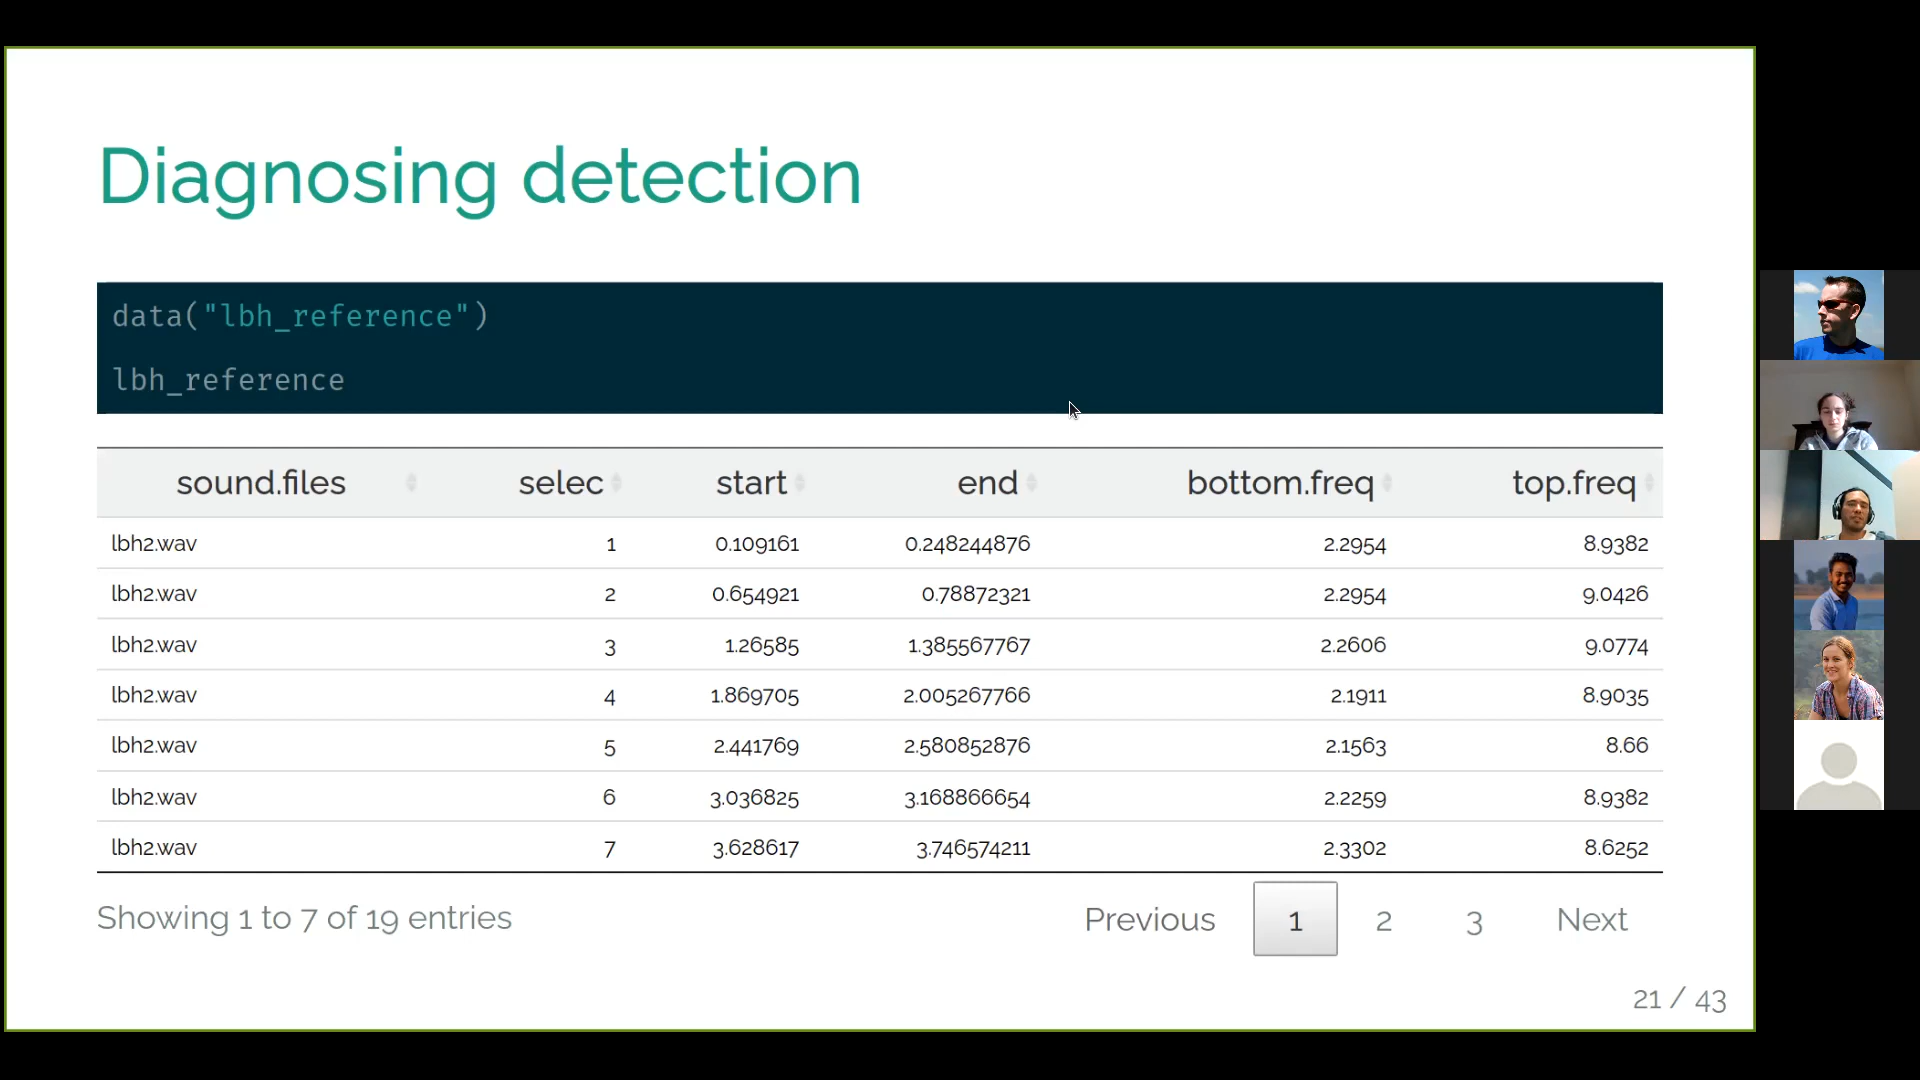 Diagnosing detection
data("lbh_reference")
lbh_reference
sound.files selec start end bottom.freq top.freq
lbh2.wav 1 0.109161 0.248244876 2.2954 8.9382
lbh2.wav 2 0.654921 0.78872321 2.2954 9.0426
lbh2.wav 3 1.26585 1.385567767 2.2606 9.0774
lbh2.wav 4 1.869705 2.005267766 2.1911 8.9035
lbh2.wav 5 2.441769 2.580852876 2.1563 8.66
lbh2.wav 6 3.036825 3.168866654 2.2259 8.9382
lbh2.wav 7 3.628617 3.746574211 2.3302 8.6252
Showing 1 to 7 of 19 entries Previous 1 2 3 Next
21 / 43